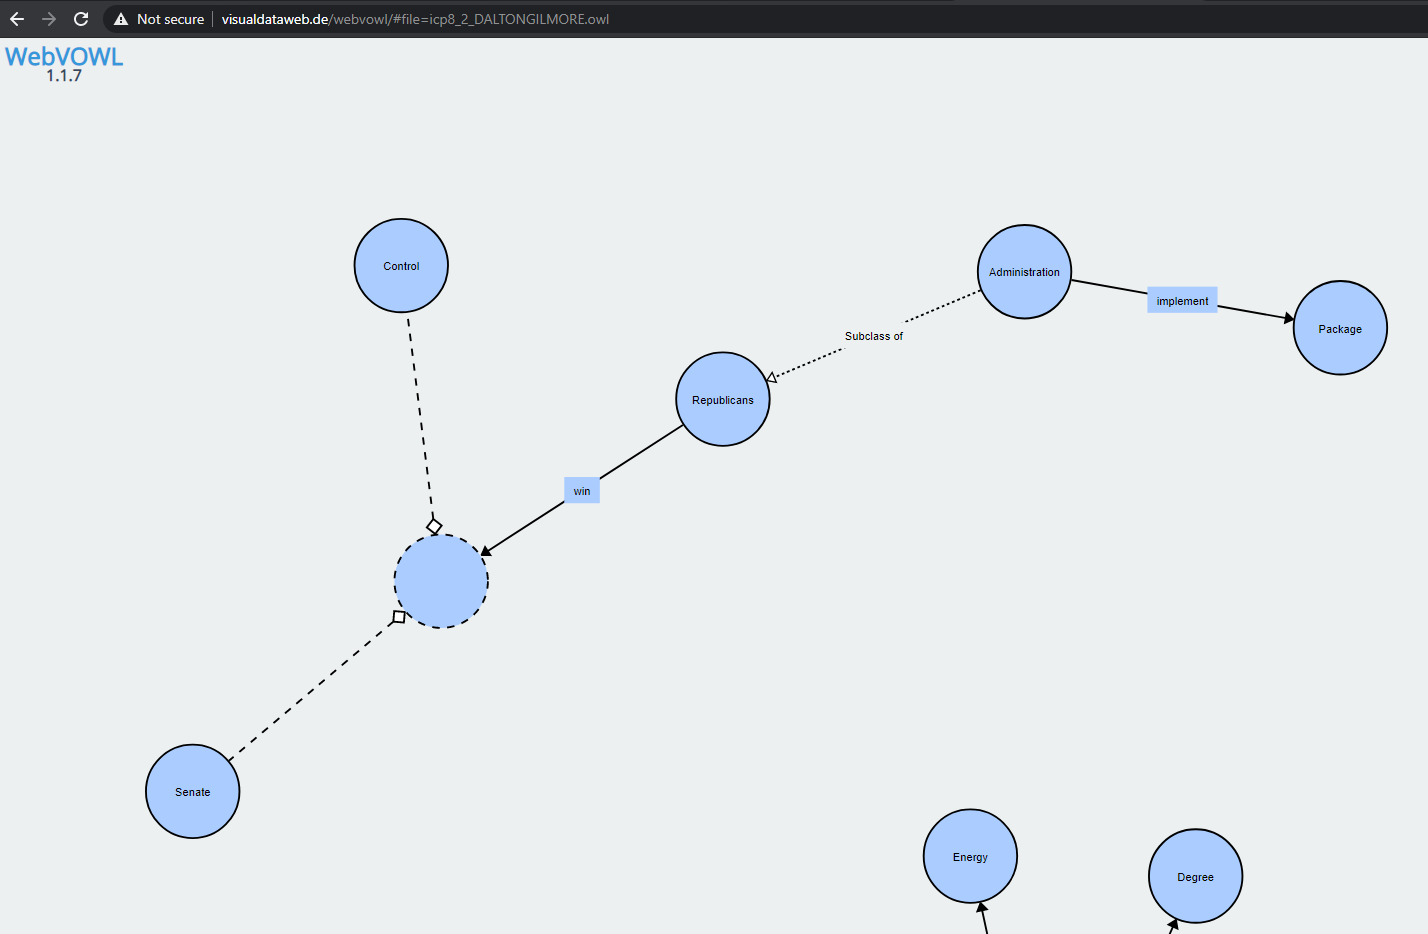 Not secure
visualdataweb.de/webvowl/#file=icp8_2_DALTONGILMORE.owl
WebVOWL
1.1.7
Control
Administration
implement
Package
Subclass of
Republicans
win
Senate
Energy
Degree